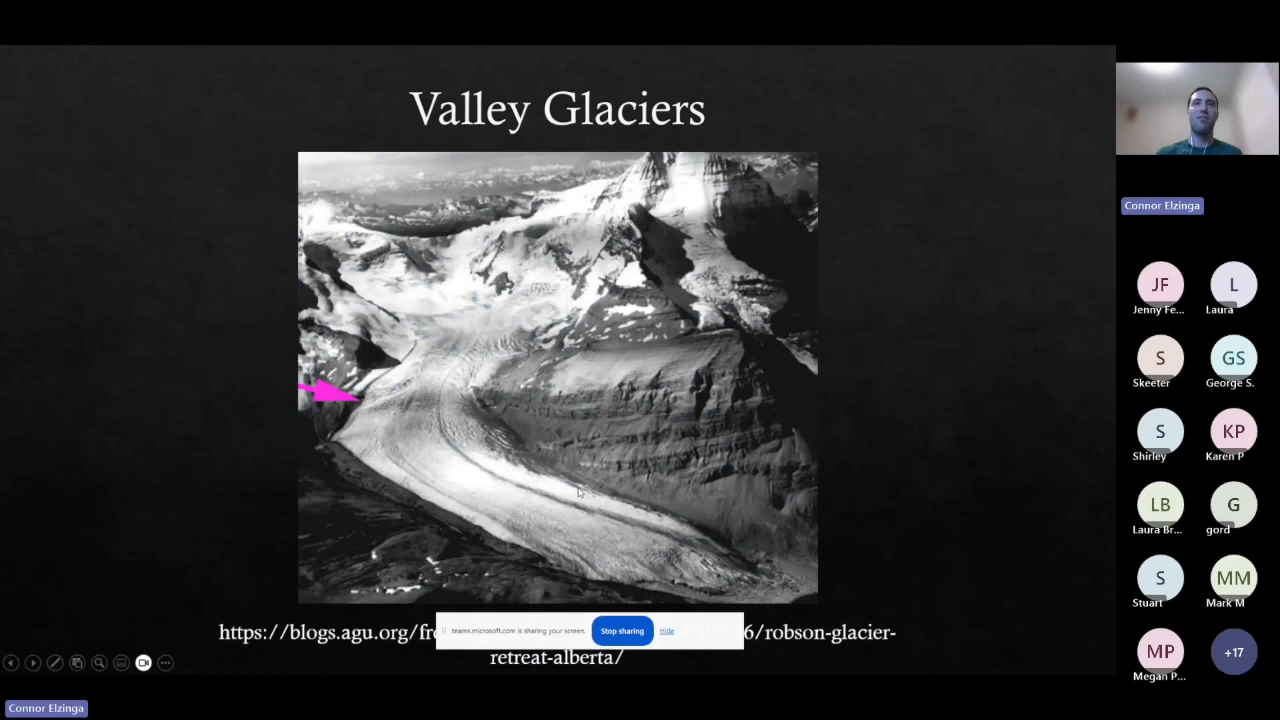 Valley Glaciers
https://blogs.agu.org/fr
6/robson-glacier-
retreat-alberta/
teams.microsoft.com is sharing your screen.
Stop sharing
Hide
Connor Elzinga
JF
Jenny Fe...
L
Laura
S
Skeeter
GS
George S.
S
Shirley
KP
Karen P
LB
Laura Br...
G
gord
S
Stuart
MM
Mark M
MP
Megan P...
+17
Connor Elzinga